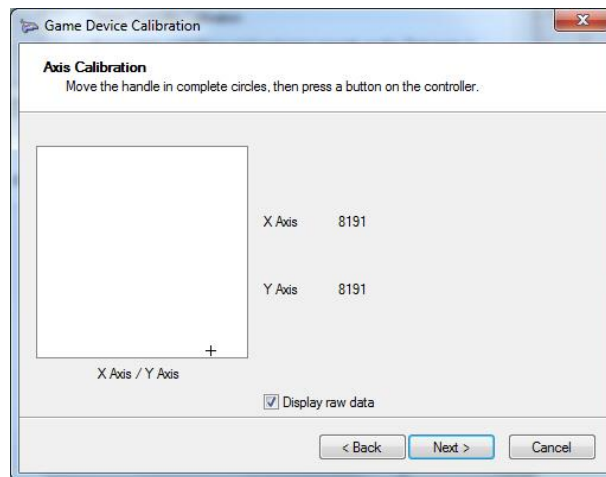 Game Device Calibration
Axis Calibration
Move the handle in complete circles, then press a button on the controller.
X Axis 8191
Y Axis 8191
X Axis / Y Axis
Display raw data
< Back Next > Cancel